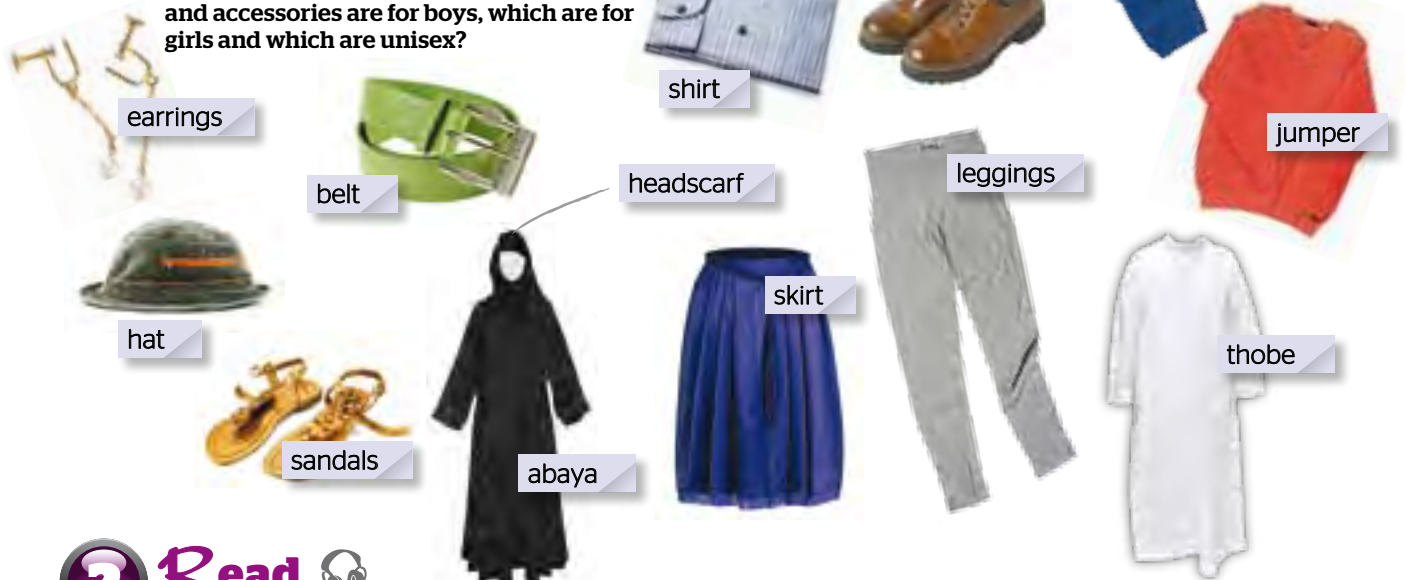 and accessories are for boys, which are for
girls and which are unisex?
shirt
earrings
jumper
leggings
headscarf
belt
skirt
hat
thobe
sandals
abaya
Read